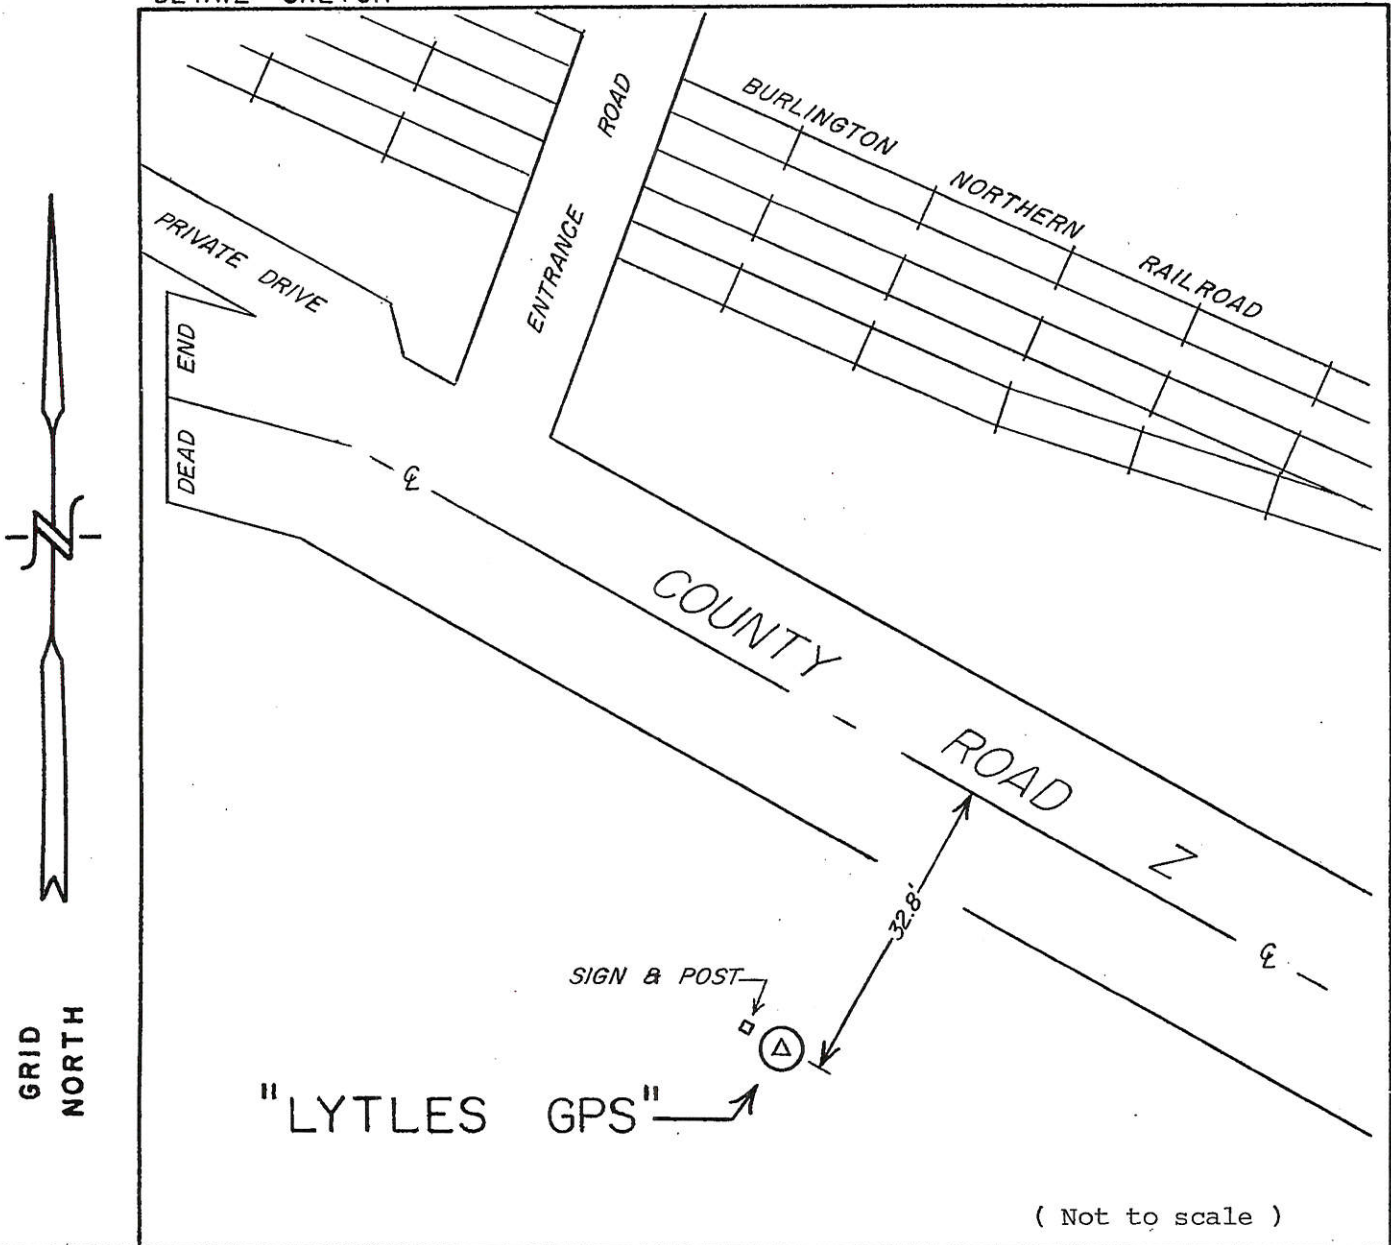 BURLINGTON NORTHERN RAILROAD
ENTRANCE ROAD
PRIVATE DRIVE
DEAD END
℄
COUNTY ROAD Z
32.8'
℄
SIGN & POST
"LYTLES GPS"
GRID
NORTH
N
( Not to scale )